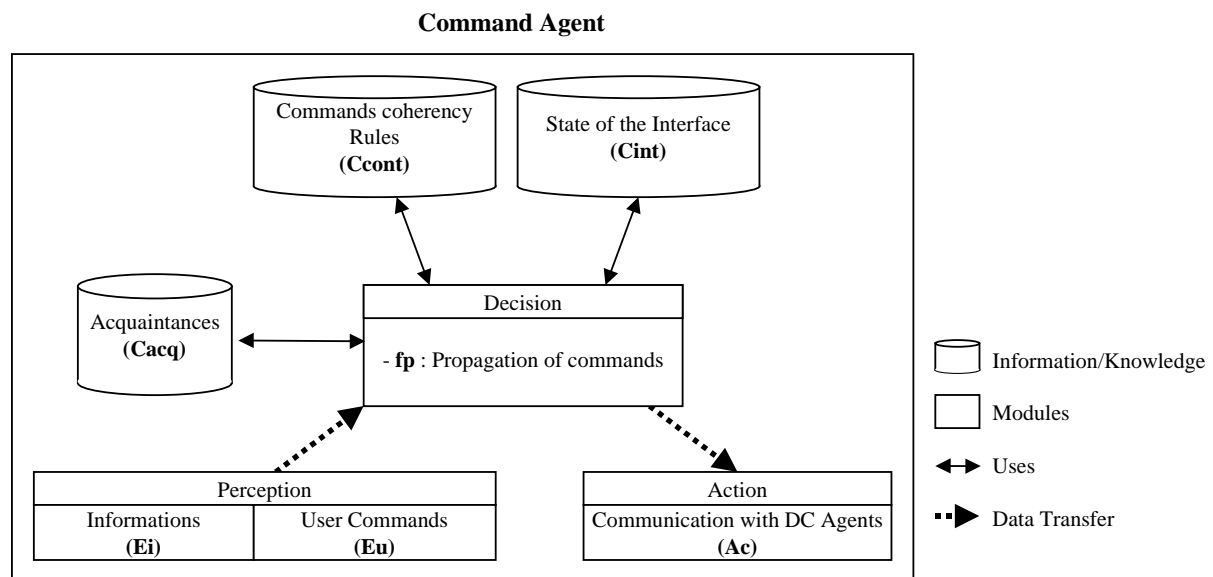 Command Agent
Commands coherency
Rules
(Ccont)
State of the Interface
(Cint)
Acquaintances
(Cacq)
Decision
- fp : Propagation of commands
Perception
Informations
(Ei)
User Commands
(Eu)
Action
Communication with DC Agents
(Ac)
Information/Knowledge
Modules
Uses
Data Transfer